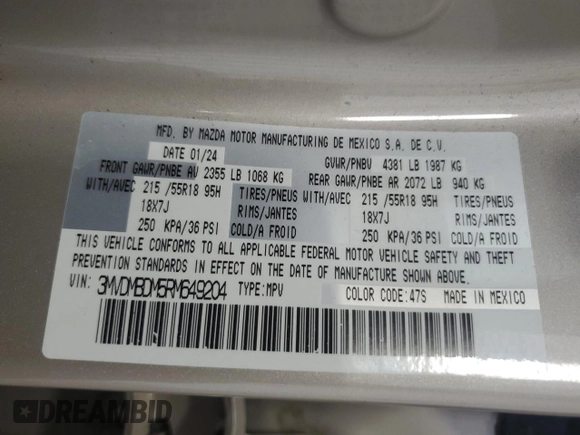 MFD. BY MAZDA MOTOR MANUFACTURING DE MEXICO S.A. DE C.V.
DATE 01/24 GVWR/PNBV 4381 LB 1987 KG
FRONT GAWR/PNBE AV 2355 LB 1068 KG REAR GAWR/PNBE AR 2072 LB 940 KG
WITH/AVEC 215 /55R18 95H TIRES/PNEUS WITH/AVEC 215 /55R18 95H TIRES/PNEUS
18X7J RIMS/JANTES 18X7J RIMS/JANTES
250 KPA/36 PSI COLD/A FROID 250 KPA/36 PSI COLD/A FROID
THIS VEHICLE CONFORMS TO ALL APPLICABLE FEDERAL MOTOR VEHICLE SAFETY AND THEFT
PREVENTION STANDARDS IN EFFECT ON THE DATE OF MANUFACTURE SHOWN ABOVE.
VIN: 3MVDMBDM5RM649204 TYPE:MPV COLOR CODE:47S MADE IN MEXICO
DREAMBID